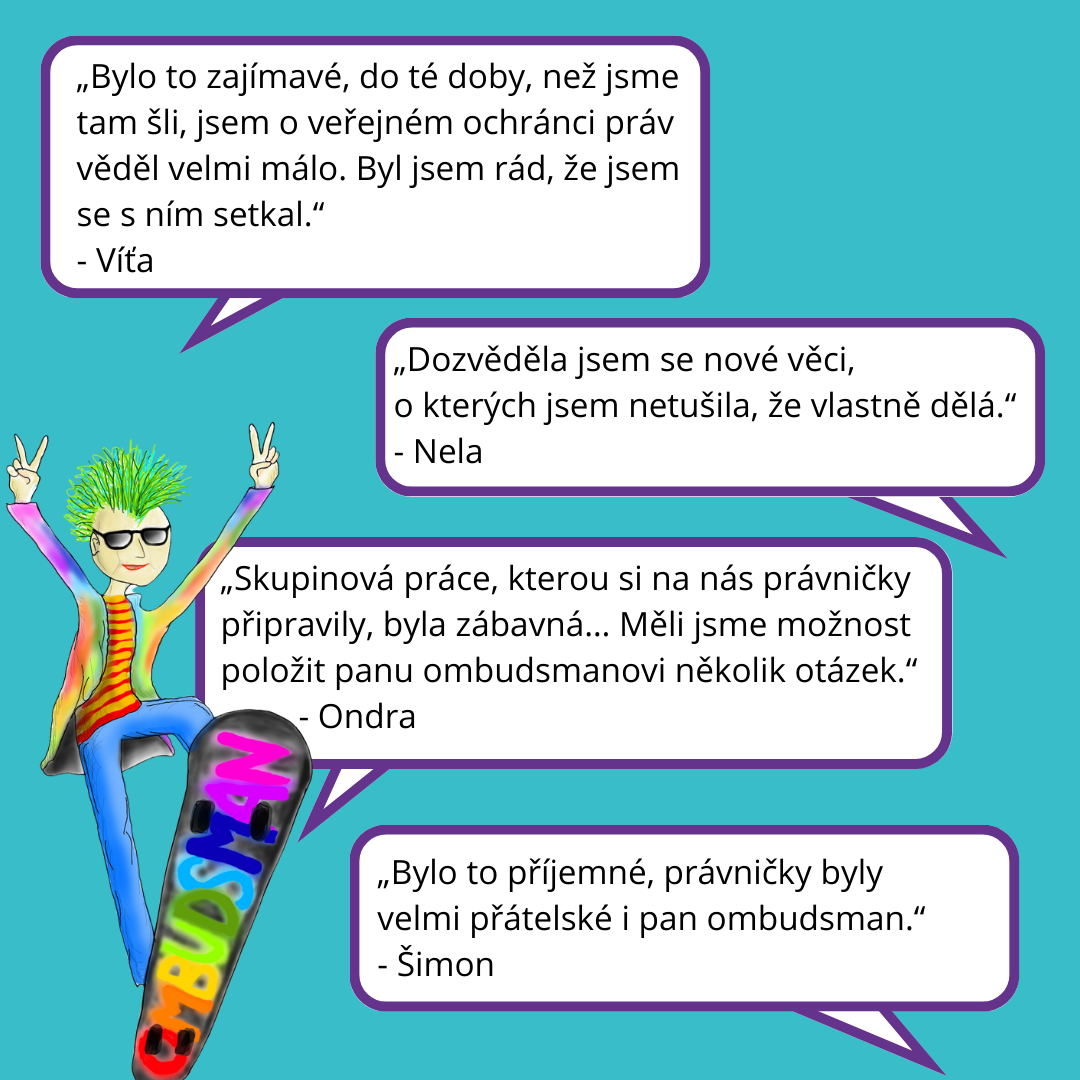 „Bylo to zajímavé, do té doby, než jsme
tam šli, jsem o veřejném ochránci práv
věděl velmi málo. Byl jsem rád, že jsem
se s ním setkal.“
- Víťa
„Dozvěděla jsem se nové věci,
o kterých jsem netušila, že vlastně dělá.“
- Nela
„Skupinová práce, kterou si na nás právničky
připravily, byla zábavná... Měli jsme možnost
položit panu ombudsmanovi několik otázek.“
- Ondra
„Bylo to příjemné, právničky byly
velmi přátelské i pan ombudsman.“
- Šimon
OMBUDSMAN